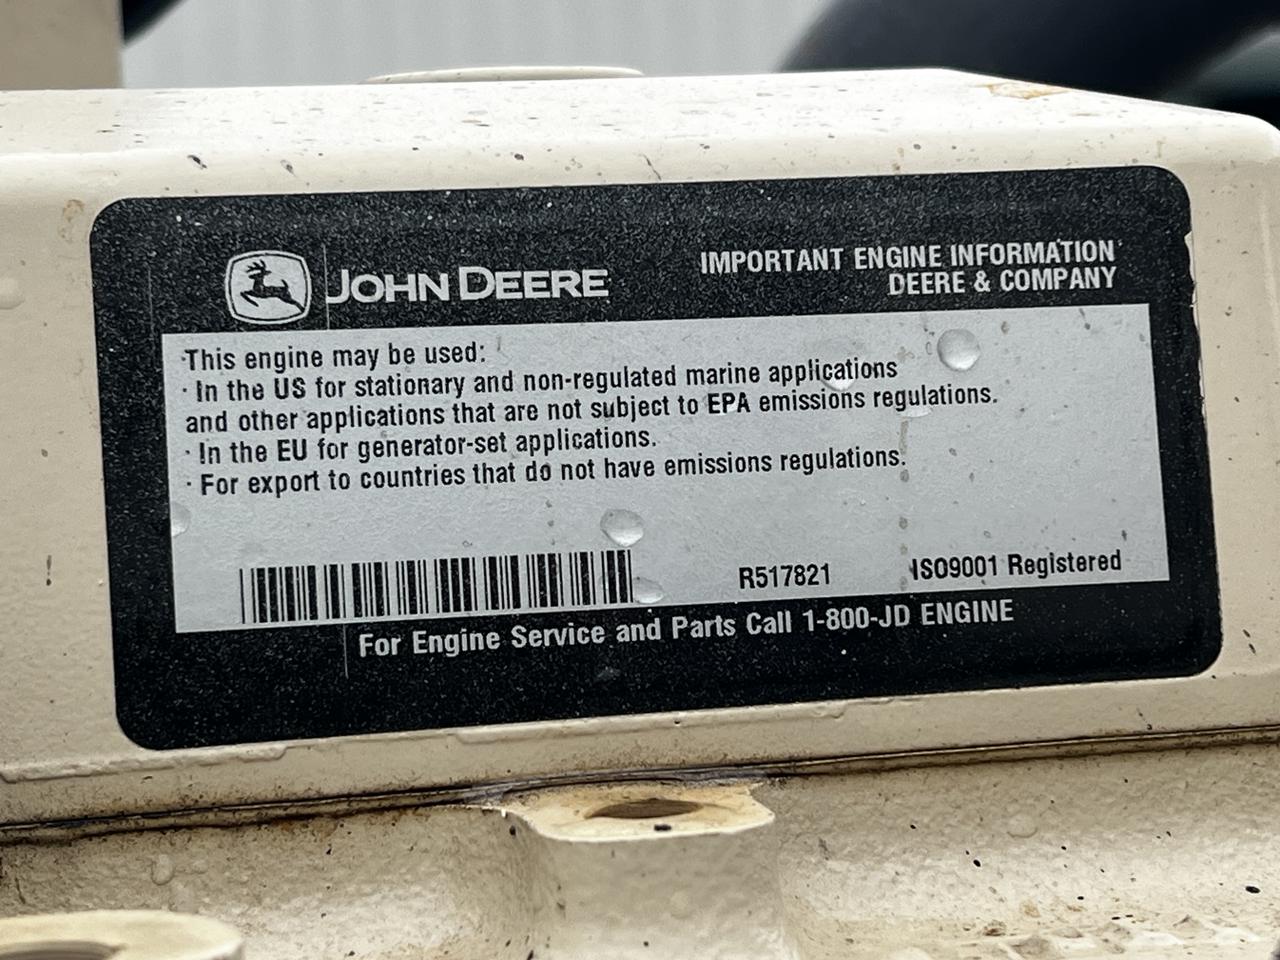 JOHN DEERE
IMPORTANT ENGINE INFORMATION
DEERE & COMPANY
·This engine may be used:
· In the US for stationary and non-regulated marine applications
and other applications that are not subject to EPA emissions regulations.
· In the EU for generator-set applications.
· For export to countries that do not have emissions regulations.
R517821
ISO9001 Registered
For Engine Service and Parts Call 1-800-JD ENGINE